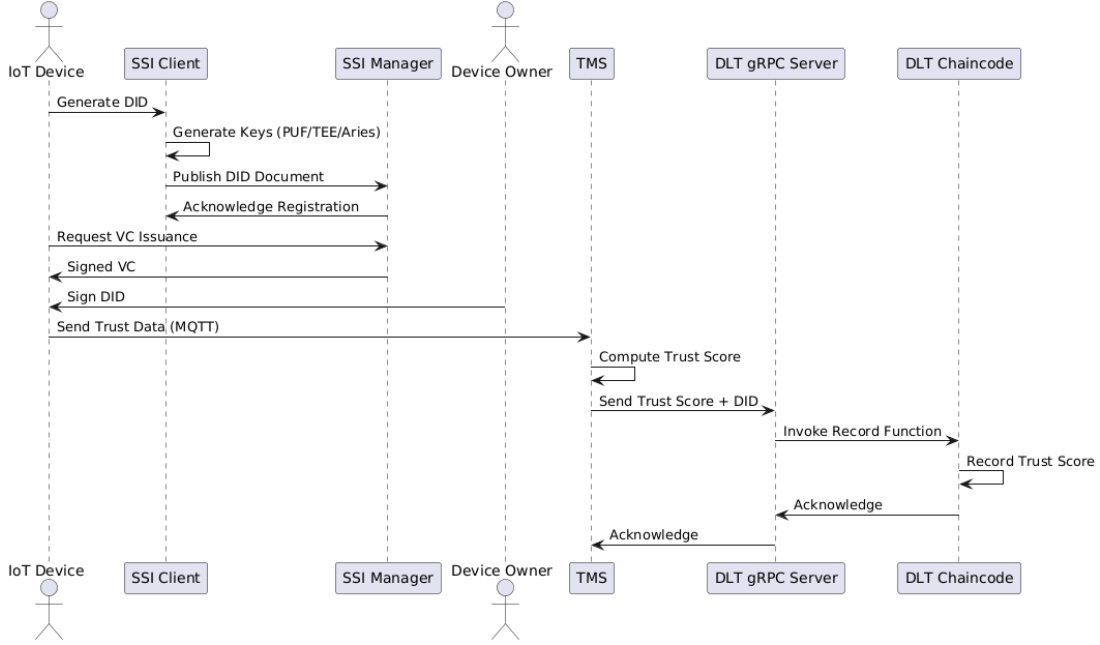 IoT Device
SSI Client
SSI Manager
Device Owner
TMS
DLT gRPC Server
DLT Chaincode
Generate DID
Generate Keys (PUF/TEE/Aries)
Publish DID Document
Acknowledge Registration
Request VC Issuance
Signed VC
Sign DID
Send Trust Data (MQTT)
Compute Trust Score
Send Trust Score + DID
Invoke Record Function
Record Trust Score
Acknowledge
Acknowledge
IoT Device
SSI Client
SSI Manager
Device Owner
TMS
DLT gRPC Server
DLT Chaincode